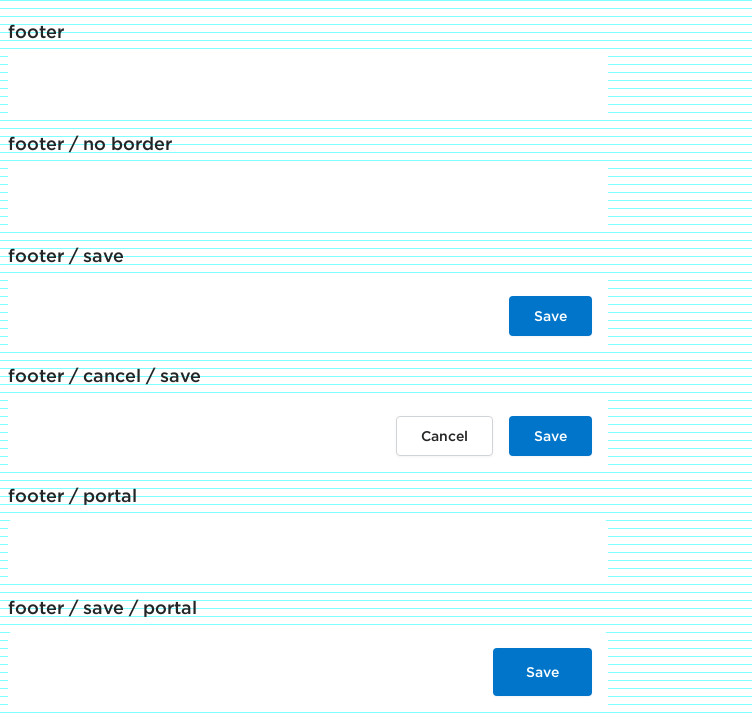 footer
footer / no border
footer / save
Save
footer / cancel / save
Cancel Save
footer / portal
footer / save / portal
Save